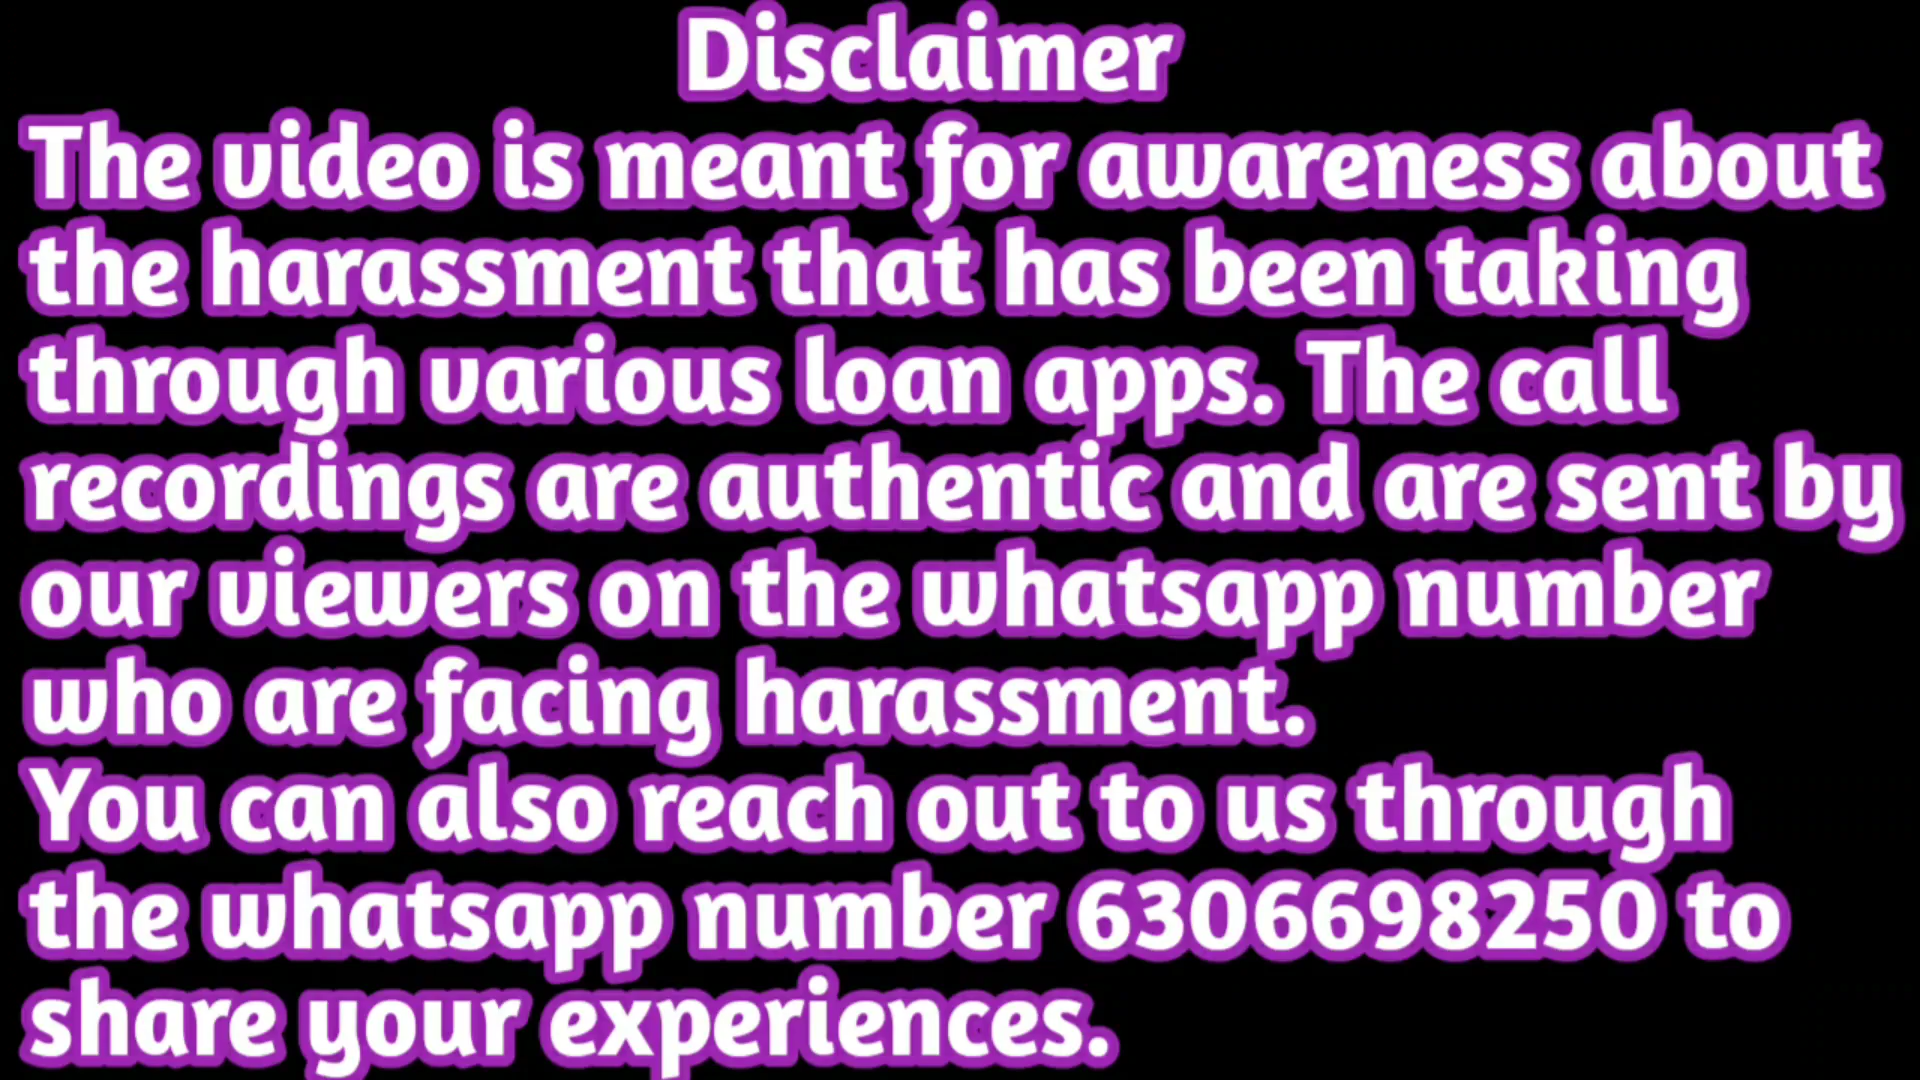 Disclaimer
The video is meant for awareness about
the harassment that has been taking
through various loan apps. The call
recordings are authentic and are sent by
our viewers on the whatsapp number
who are facing harassment.
You can also reach out to us through
the whatsapp number 6306698250 to
share your experiences.